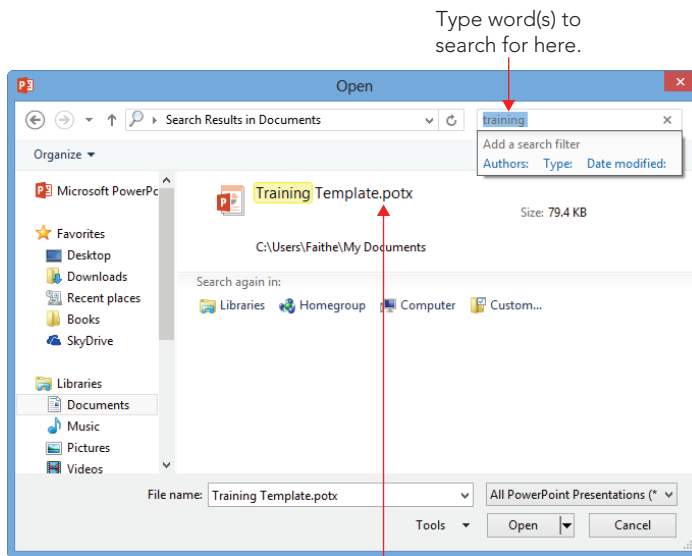 Type word(s) to
search for here.
Open
Search Results in Documents
training
Organize
Add a search filter
Authors: Type: Date modified:
Microsoft PowerPc
Training Template.potx
Size: 79.4 KB
Favorites
Desktop
C:\Users\Faithe\My Documents
Downloads
Search again in:
Recent places
Libraries Homegroup Computer Custom...
Books
SkyDrive
Libraries
Documents
Music
Pictures
Videos
File name: Training Template.potx All PowerPoint Presentations (*
Tools Open Cancel